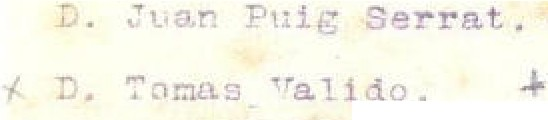 D. Juan Puig Serrat.
x D. Tomas Valido. +